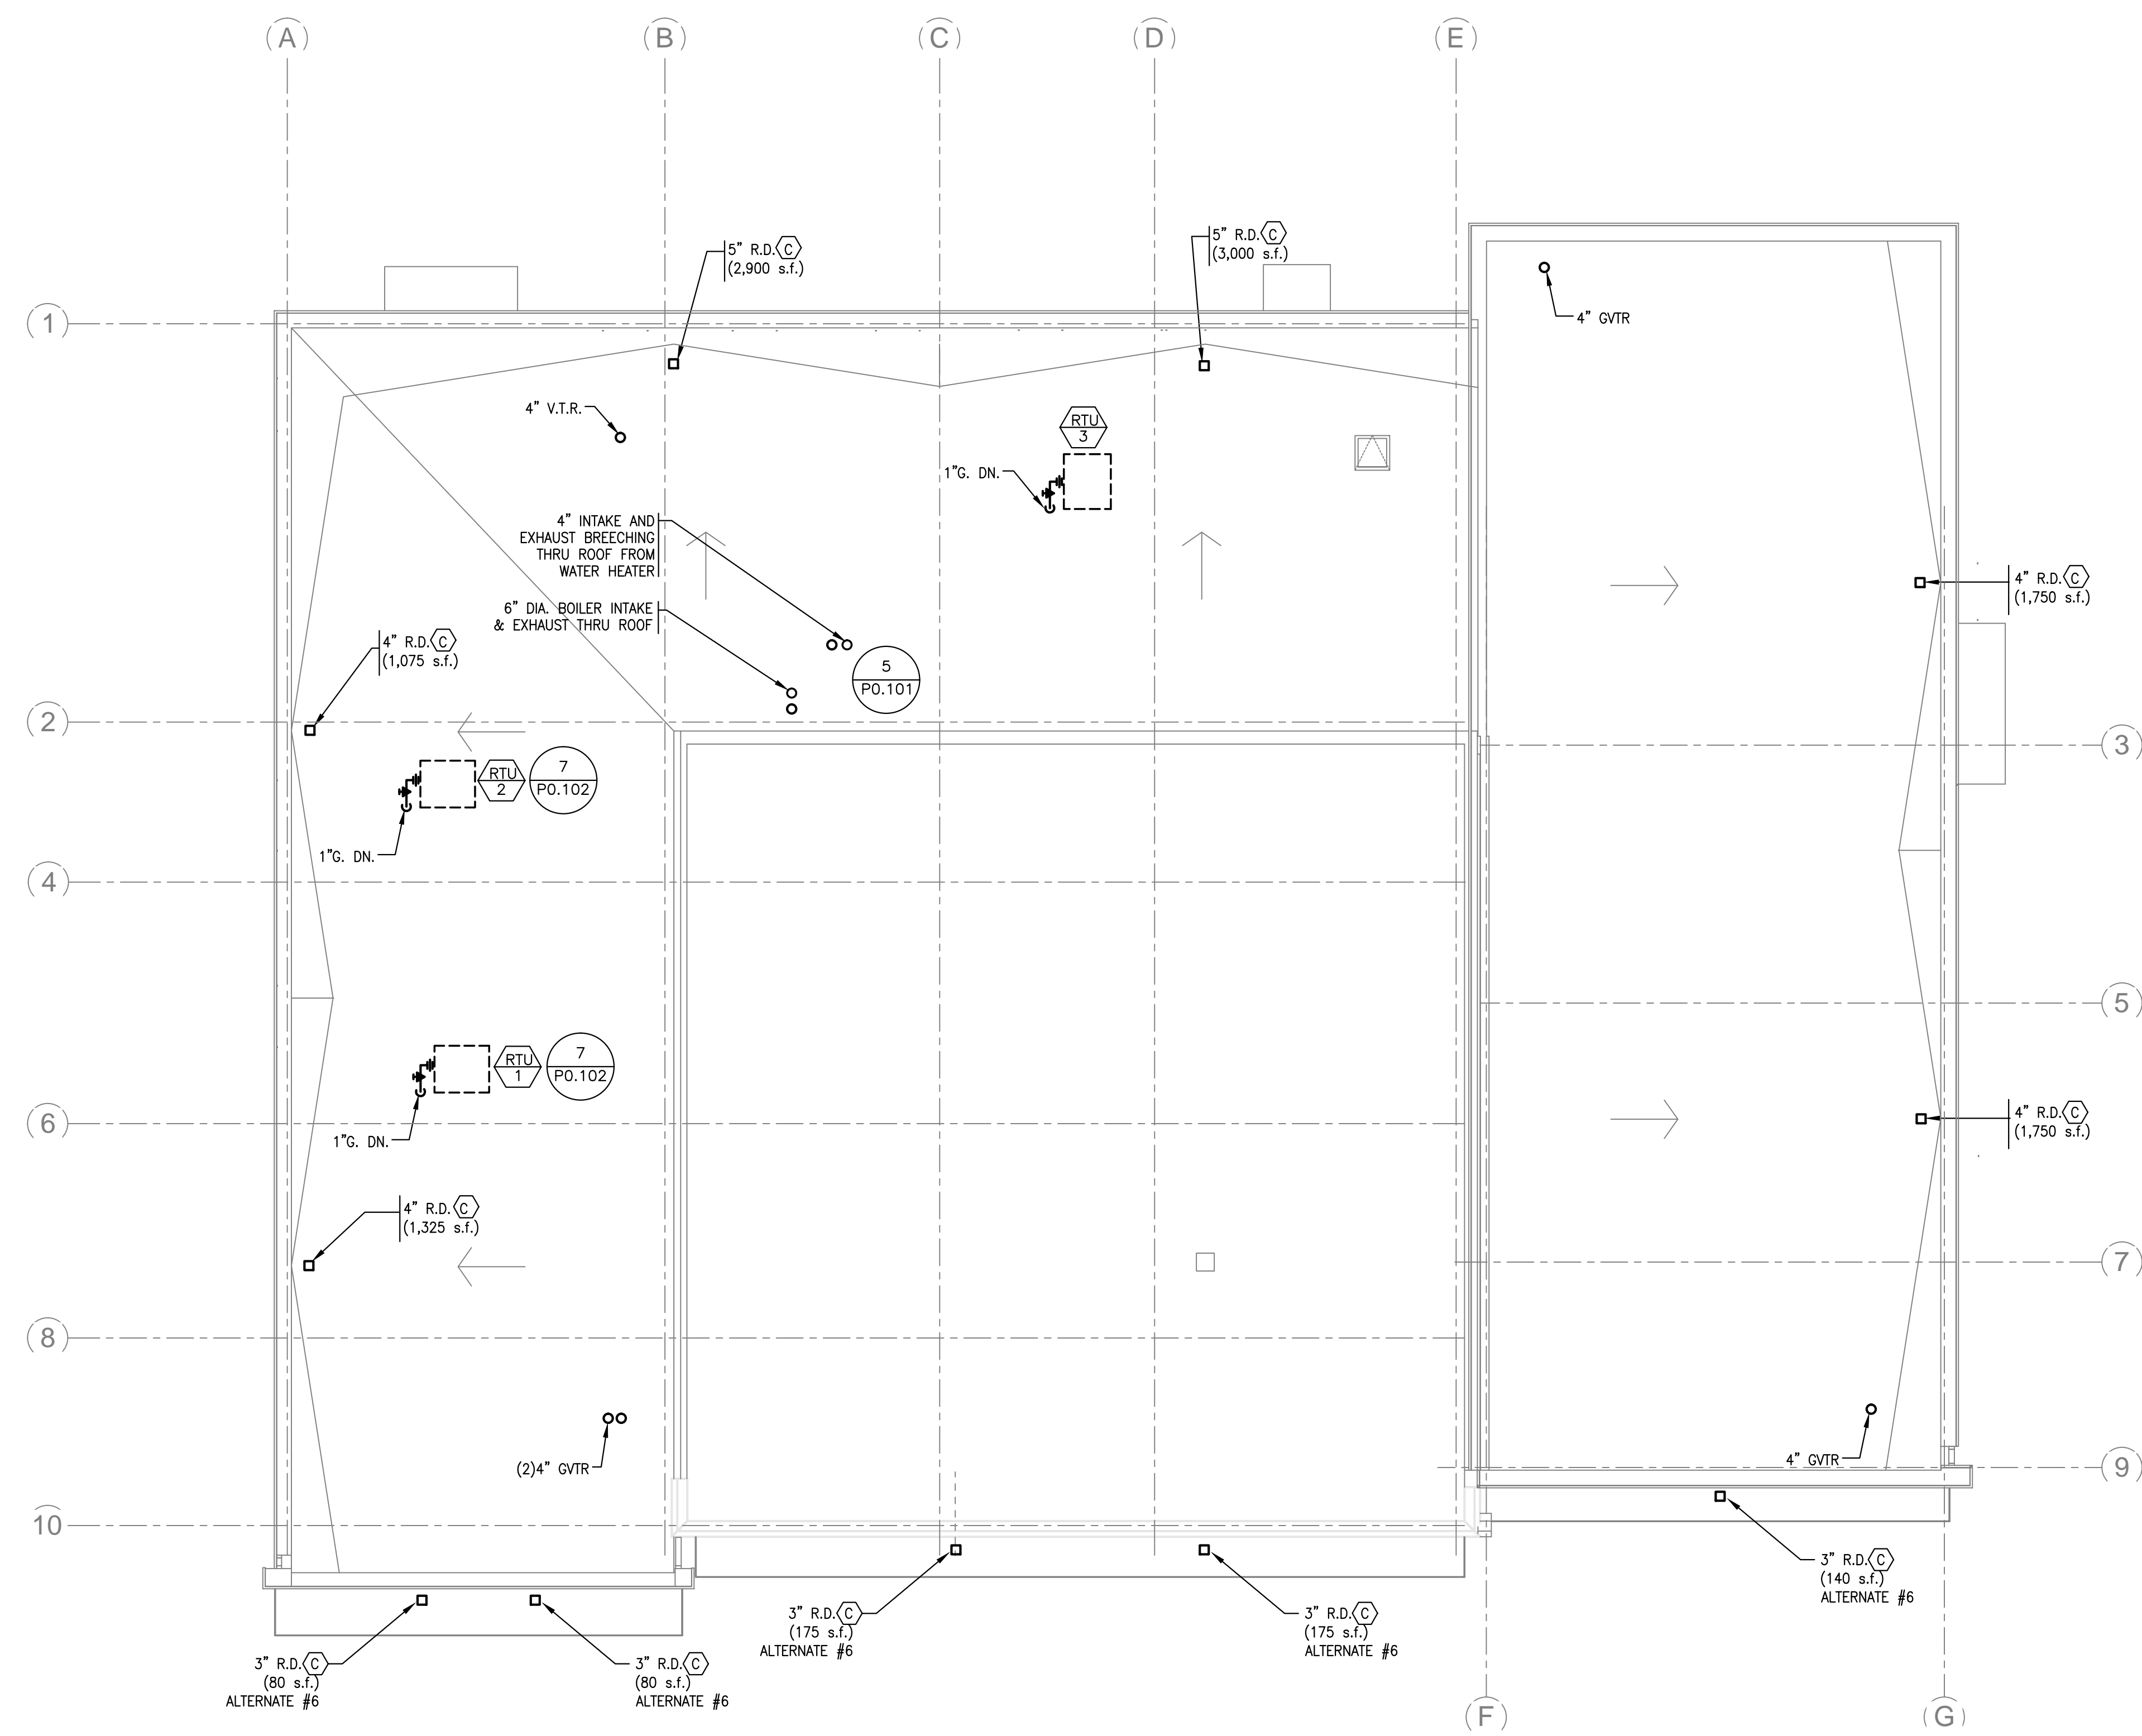 A
B
C
D
E
5" R.D. C
(2,900 s.f.)
5" R.D. C
(3,000 s.f.)
1
4" GVTR
4" V.T.R.
RTU
3
1"G. DN.
4" INTAKE AND
EXHAUST BREECHING
THRU ROOF FROM
WATER HEATER
6" DIA. BOILER INTAKE
& EXHAUST THRU ROOF
4" R.D. C
(1,750 s.f.)
4" R.D. C
(1,075 s.f.)
5
P0.101
2
3
RTU
2
7
P0.102
1"G. DN.
4
5
RTU
1
7
P0.102
1"G. DN.
6
4" R.D. C
(1,750 s.f.)
4" R.D. C
(1,325 s.f.)
7
8
(2)4" GVTR
4" GVTR
9
10
3" R.D. C
(140 s.f.)
ALTERNATE #6
3" R.D. C
(175 s.f.)
ALTERNATE #6
3" R.D. C
(175 s.f.)
ALTERNATE #6
3" R.D. C
(80 s.f.)
ALTERNATE #6
3" R.D. C
(80 s.f.)
ALTERNATE #6
F
G